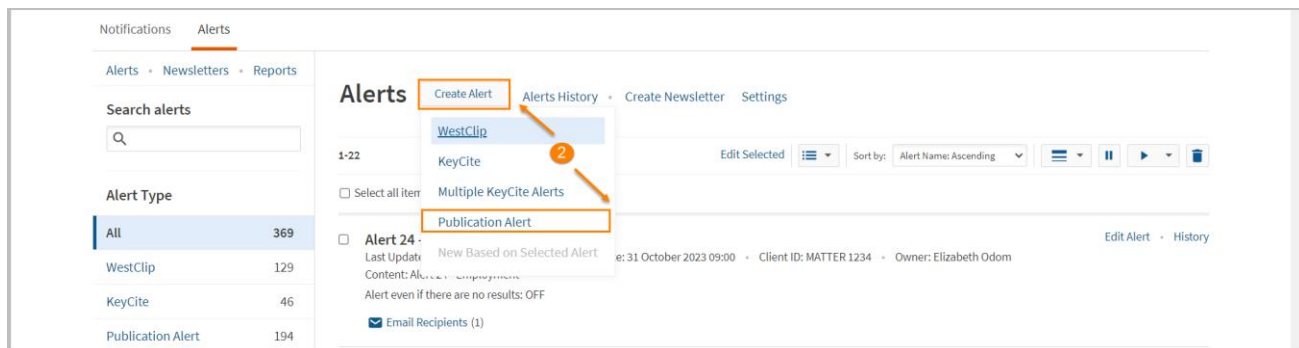 Notifications Alerts
Alerts • Newsletters • Reports
Search alerts
Alert Type
All 369
WestClip 129
KeyCite 46
Publication Alert 194
Alerts Create Alert Alerts History • Create Newsletter Settings
WestClip
KeyCite
Multiple KeyCite Alerts
Publication Alert
New Based on Selected Alert
2
1-22 Edit Selected Sort by: Alert Name: Ascending
Select all item
Alert 24 - Edit Alert • History
Last Update e: 31 October 2023 09:00 • Client ID: MATTER 1234 • Owner: Elizabeth Odom
Content: Alert 24 - Employment
Alert even if there are no results: OFF
Email Recipients (1)